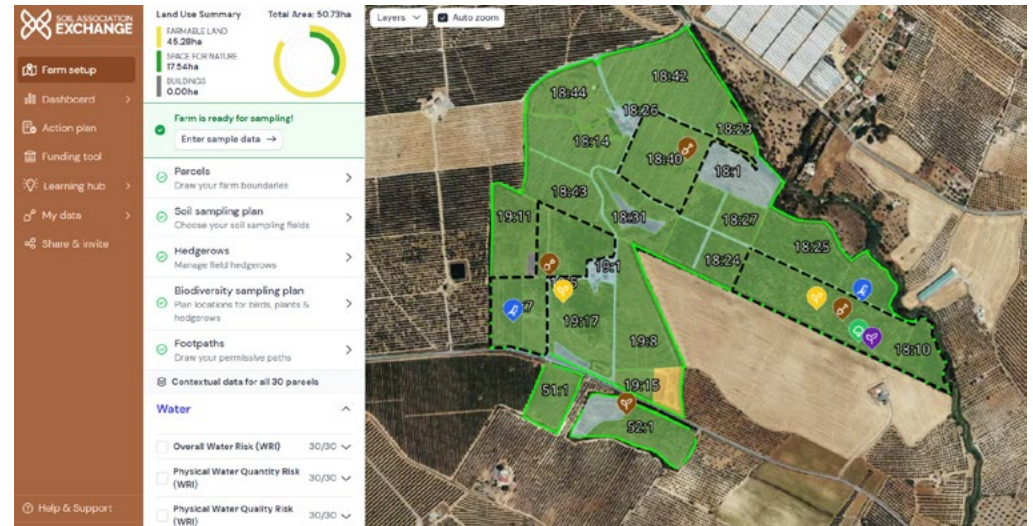 SOIL ASSOCIATION
EXCHANGE
Farm setup
Dashboard
Action plan
Funding tool
Learning hub
My data
Share & invite
Help & Support
Land Use Summary
Total Area: 50.73ha
FARMABLE LAND
45.28ha
SPACE FOR NATURE
17.54ha
BUILDINGS
0.00ha
Farm is ready for sampling!
Enter sample data →
Parcels
Draw your farm boundaries
Soil sampling plan
Choose your soil sampling fields
Hedgerows
Manage field hedgerows
Biodiversity sampling plan
Plan locations for birds, plants &
hedgerows
Footpaths
Draw your permissive paths
Contextual data for all 30 parcels
Water
Overall Water Risk (WRI) 30/30
Physical Water Quantity Risk
(WRI) 30/30
Physical Water Quality Risk
(WRI) 30/30
Layers
Auto zoom
18:42
18:44
18:26
18:23
18:14
18:40
18:1
18:43
19:11
18:31
18:27
18:25
18:24
19:1
19:17
19:8
18:10
19:15
51:1
52:1